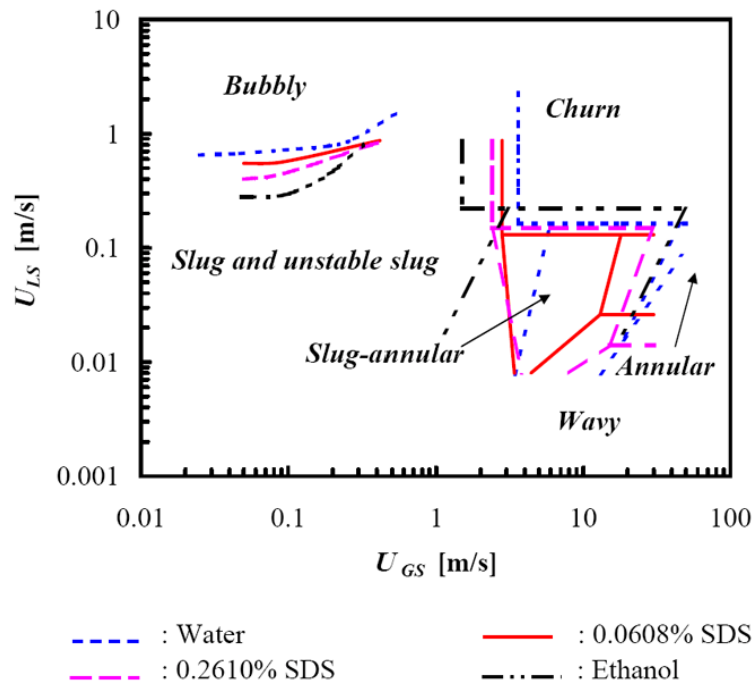 10
Bubbly
Churn
1
U_LS [m/s]
0.1
Slug and unstable slug
Slug-annular
Annular
0.01
Wavy
0.001
0.01 0.1 1 10 100
U_GS [m/s]
: Water
: 0.0608% SDS
: 0.2610% SDS
: Ethanol